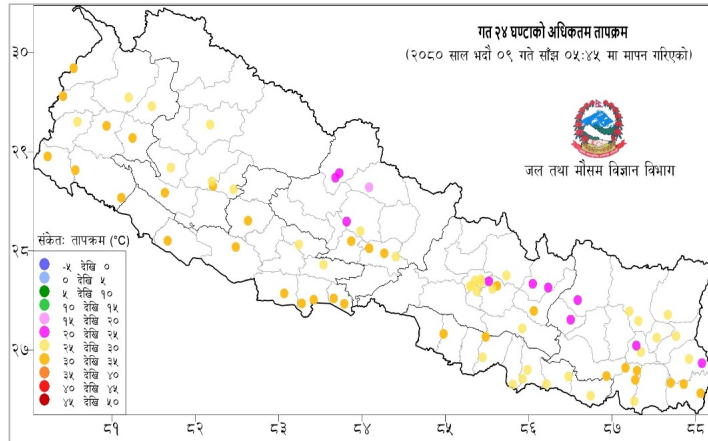 गत २४ घण्टाको अधिकतम तापक्रम
(२०८० साल भदौ ०९ गते साँझ ०५:४५ मा मापन गरिएको)
जल तथा मौसम विज्ञान विभाग
३०
२९
२८
२७
संकेतः तापक्रम (°C)
-५ देखि ०
० देखि ५
५ देखि १०
१० देखि १५
१५ देखि २०
२० देखि २५
२५ देखि ३०
३० देखि ३५
३५ देखि ४०
४० देखि ४५
४५ देखि ५०
८१ ८२ ८३ ८४ ८५ ८६ ८७ ८८